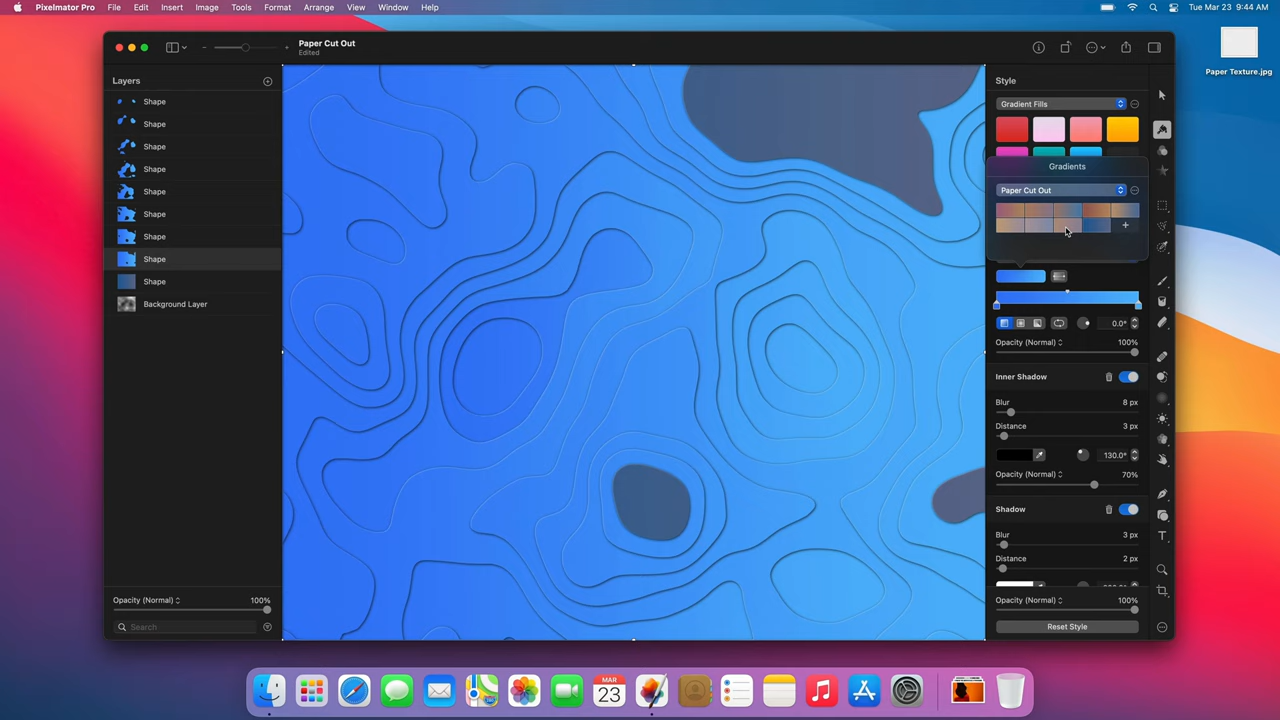 Pixelmator Pro File Edit Insert Image Tools Format Arrange View Window Help
Tue Mar 23 9:44 AM
Paper Cut Out
Edited
Paper Texture.jpg
Layers
Shape
Shape
Shape
Shape
Shape
Shape
Shape
Shape
Shape
Background Layer
Opacity (Normal) 100%
Search
Style
Gradient Fills
Gradients
Paper Cut Out
0.0°
Opacity (Normal) 100%
Inner Shadow
Blur 8 px
Distance 3 px
130.0°
Opacity (Normal) 70%
Shadow
Blur 3 px
Distance 2 px
Opacity (Normal) 100%
Reset Style
MAR
23